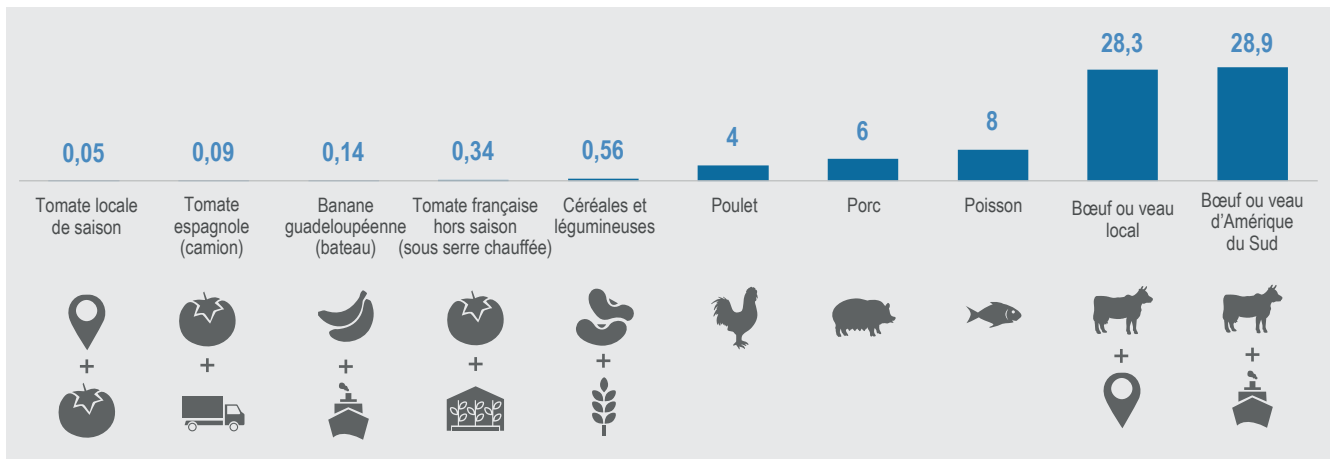 0,05
0,09
0,14
0,34
0,56
4
6
8
28,3
28,9
Tomate locale
de saison
Tomate
espagnole
(camion)
Banane
guadeloupéenne
(bateau)
Tomate française
hors saison
(sous serre chauffée)
Céréales et
légumineuses
Poulet
Porc
Poisson
Bœuf ou veau
local
Bœuf ou veau
d’Amérique
du Sud
+
+
+
+
+
+
+